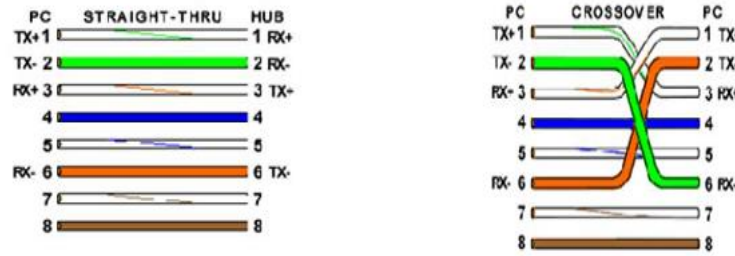 PC STRAIGHT-THRU HUB
TX+ 1 1 RX+
TX- 2 2 RX-
RX+ 3 3 TX+
4 4
5 5
RX- 6 6 TX-
7 7
8 8
PC CROSSOVER PC
TX+ 1 1 TX
TX- 2 2 TX
RX+ 3 3 RX
4 4
5 5
RX- 6 6 RX
7 7
8 8